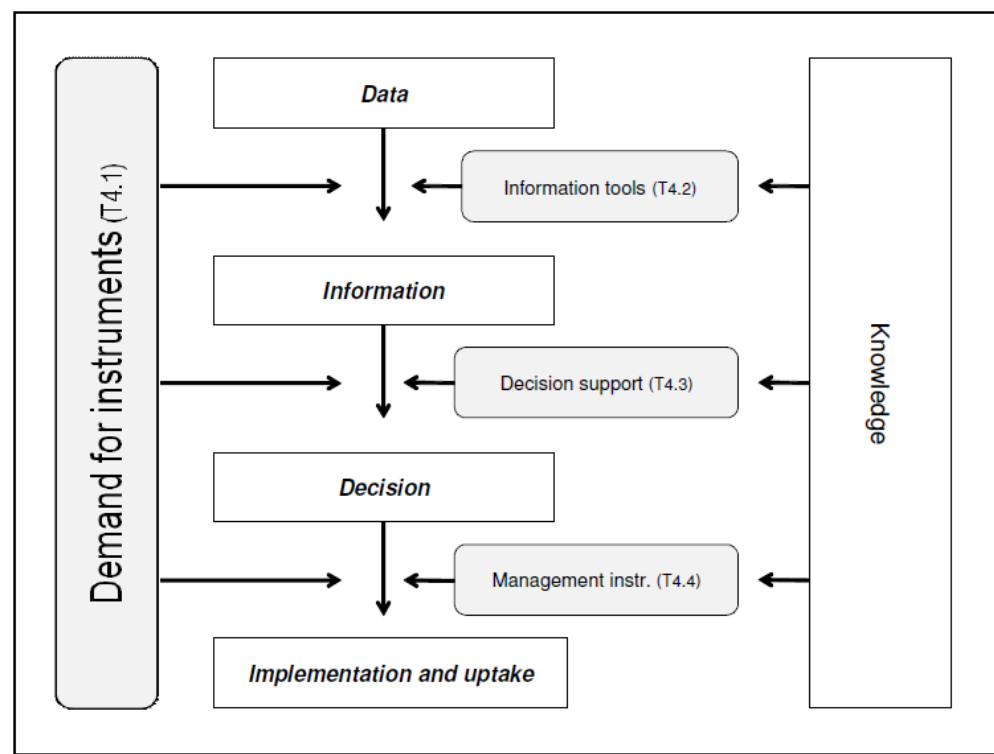 Demand for instruments (T4.1)
Data
Information tools (T4.2)
Information
Decision support (T4.3)
Decision
Management instr. (T4.4)
Implementation and uptake
Knowledge